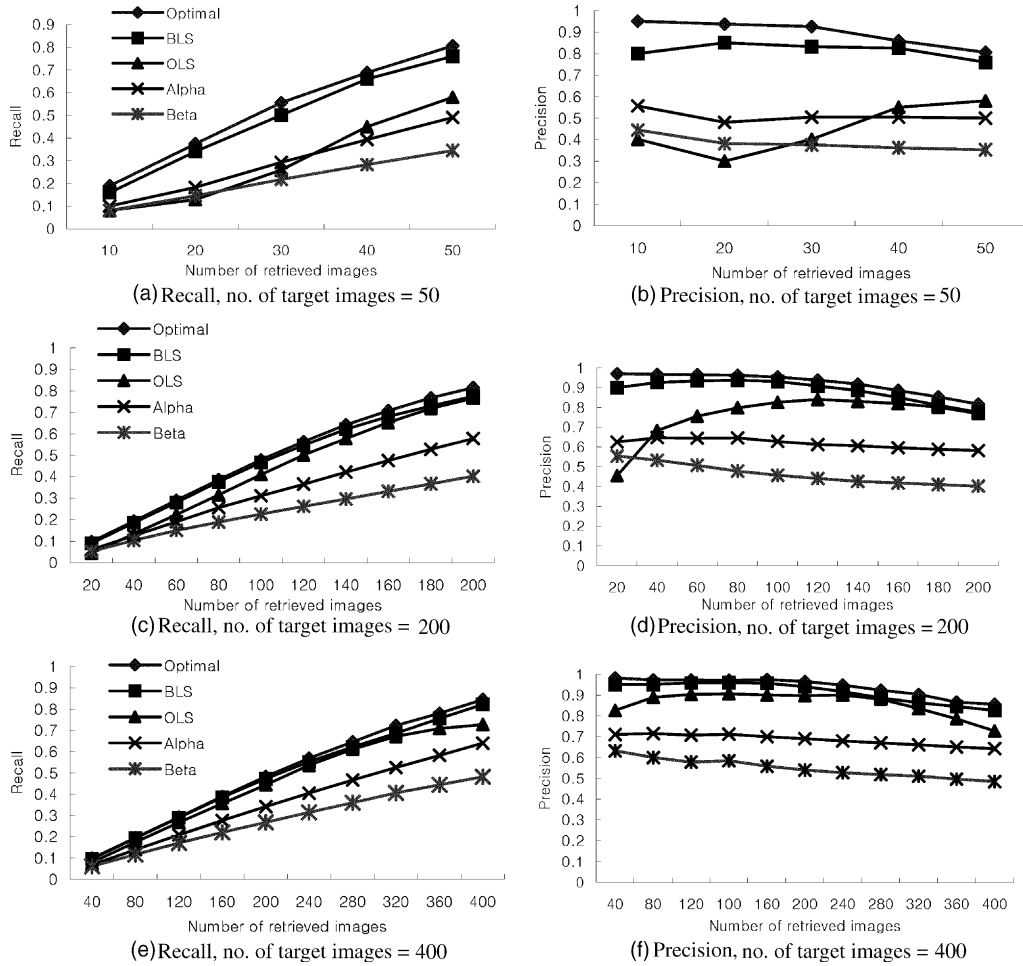 0.9
0.8
0.7
0.6
0.5
0.4
0.3
0.2
0.1
0
Recall
Optimal
BLS
OLS
Alpha
Beta
10 20 30 40 50
Number of retrieved images
(a) Recall, no. of target images = 50
1
0.9
0.8
0.7
0.6
0.5
0.4
0.3
0.2
0.1
0
Precision
10 20 30 40 50
Number of retrieved images
(b) Precision, no. of target images = 50
Optimal
BLS
OLS
Alpha
Beta
1
0.9
0.8
0.7
0.6
0.5
0.4
0.3
0.2
0.1
0
Recall
20 40 60 80 100 120 140 160 180 200
Number of retrieved images
(c) Recall, no. of target images = 200
1
0.9
0.8
0.7
0.6
0.5
0.4
0.3
0.2
0.1
0
Precision
20 40 60 80 100 120 140 160 180 200
Number of retrieved images
(d) Precision, no. of target images = 200
Optimal
BLS
OLS
Alpha
Beta
1
0.9
0.8
0.7
0.6
0.5
0.4
0.3
0.2
0.1
0
Recall
40 80 120 160 200 240 280 320 360 400
Number of retrieved images
(e) Recall, no. of target images = 400
1
0.9
0.8
0.7
0.6
0.5
0.4
0.3
0.2
0.1
0
Precision
40 80 120 100 160 200 240 280 320 360 400
Number of retrieved images
(f) Precision, no. of target images = 400